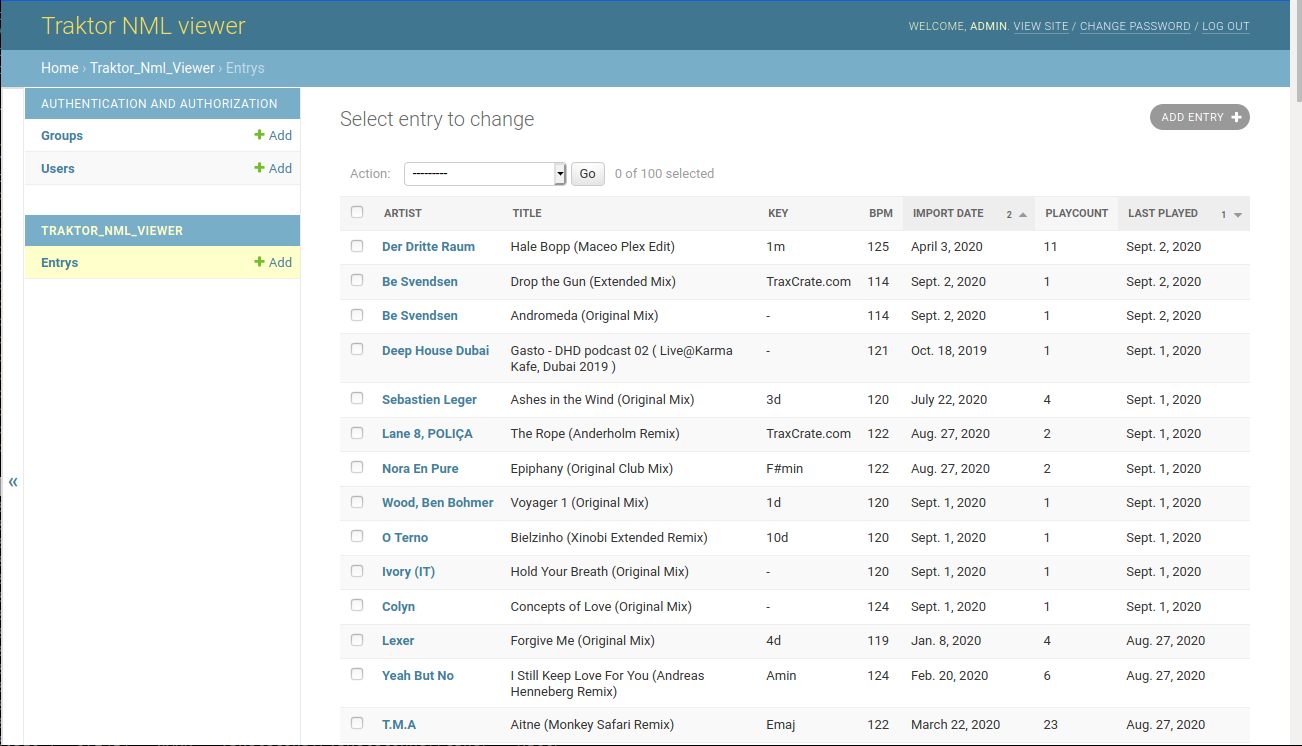 Traktor NML viewer
WELCOME, ADMIN. VIEW SITE / CHANGE PASSWORD / LOG OUT
Home › Traktor_Nml_Viewer › Entrys
AUTHENTICATION AND AUTHORIZATION
Groups + Add
Users + Add
TRAKTOR_NML_VIEWER
Entrys + Add
«
Select entry to change
ADD ENTRY +
Action: --------- Go 0 of 100 selected
ARTIST TITLE KEY BPM IMPORT DATE 2 PLAYCOUNT LAST PLAYED 1
Der Dritte Raum Hale Bopp (Maceo Plex Edit) 1m 125 April 3, 2020 11 Sept. 2, 2020
Be Svendsen Drop the Gun (Extended Mix) TraxCrate.com 114 Sept. 2, 2020 1 Sept. 2, 2020
Be Svendsen Andromeda (Original Mix) - 114 Sept. 2, 2020 1 Sept. 2, 2020
Deep House Dubai Gasto - DHD podcast 02 ( Live@Karma - 121 Oct. 18, 2019 1 Sept. 1, 2020
Kafe, Dubai 2019 )
Sebastien Leger Ashes in the Wind (Original Mix) 3d 120 July 22, 2020 4 Sept. 1, 2020
Lane 8, POLIÇA The Rope (Anderholm Remix) TraxCrate.com 122 Aug. 27, 2020 2 Sept. 1, 2020
Nora En Pure Epiphany (Original Club Mix) F#min 122 Aug. 27, 2020 2 Sept. 1, 2020
Wood, Ben Bohmer Voyager 1 (Original Mix) 1d 120 Sept. 1, 2020 1 Sept. 1, 2020
O Terno Bielzinho (Xinobi Extended Remix) 10d 120 Sept. 1, 2020 1 Sept. 1, 2020
Ivory (IT) Hold Your Breath (Original Mix) - 120 Sept. 1, 2020 1 Sept. 1, 2020
Colyn Concepts of Love (Original Mix) - 124 Sept. 1, 2020 1 Sept. 1, 2020
Lexer Forgive Me (Original Mix) 4d 119 Jan. 8, 2020 4 Aug. 27, 2020
Yeah But No I Still Keep Love For You (Andreas Amin 124 Feb. 20, 2020 6 Aug. 27, 2020
Henneberg Remix)
T.M.A Aitne (Monkey Safari Remix) Emaj 122 March 22, 2020 23 Aug. 27, 2020